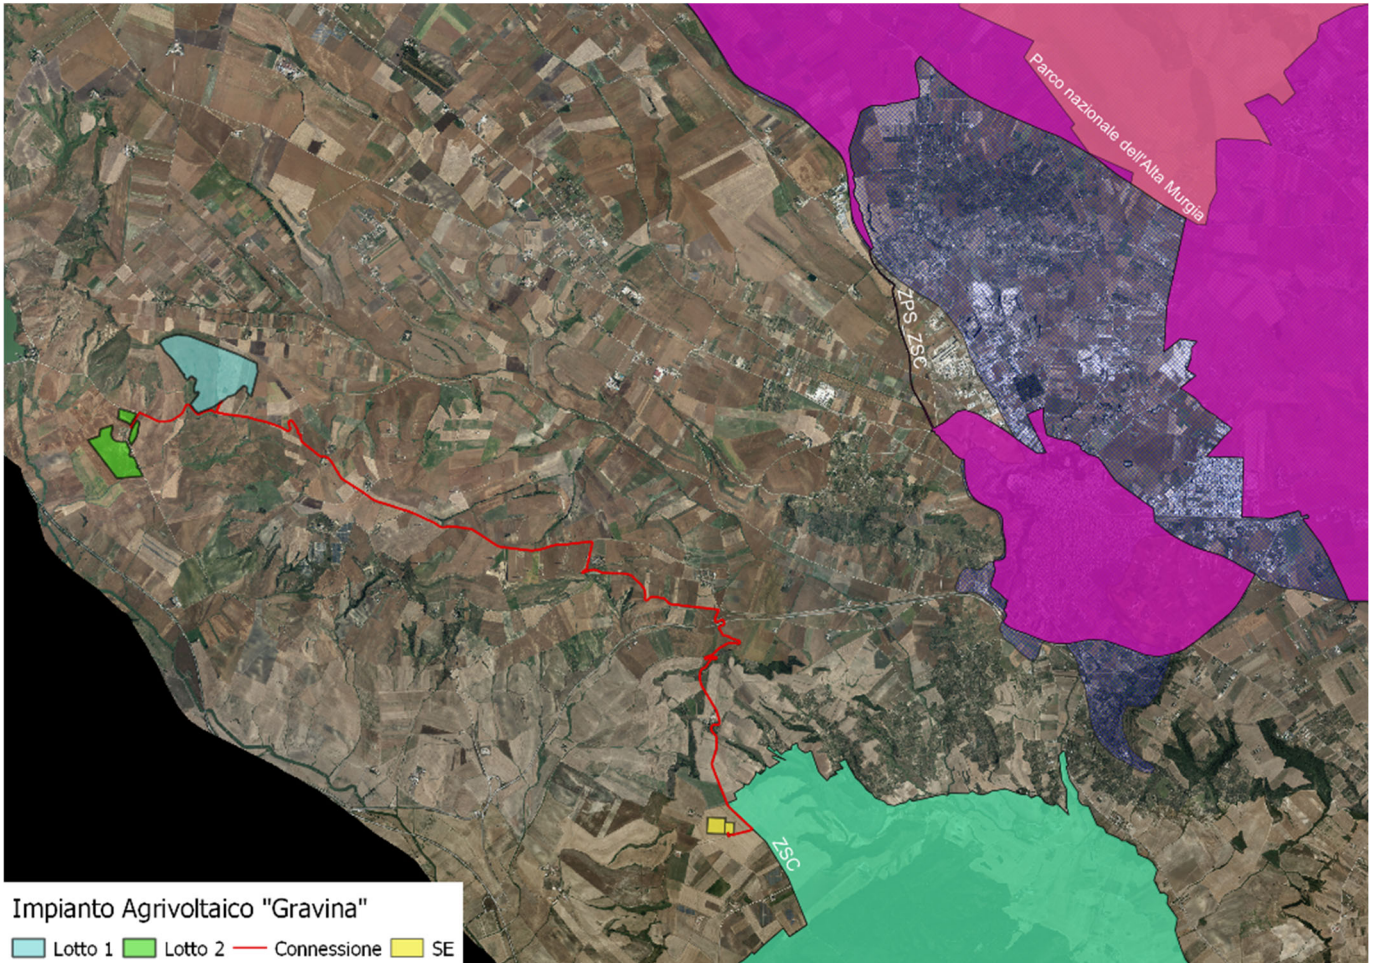 Parco nazionale dell'Alta Murgia
ZPS- ZSC
ZSC
Impianto Agrivoltaico "Gravina"
Lotto 1 Lotto 2 Connessione SE